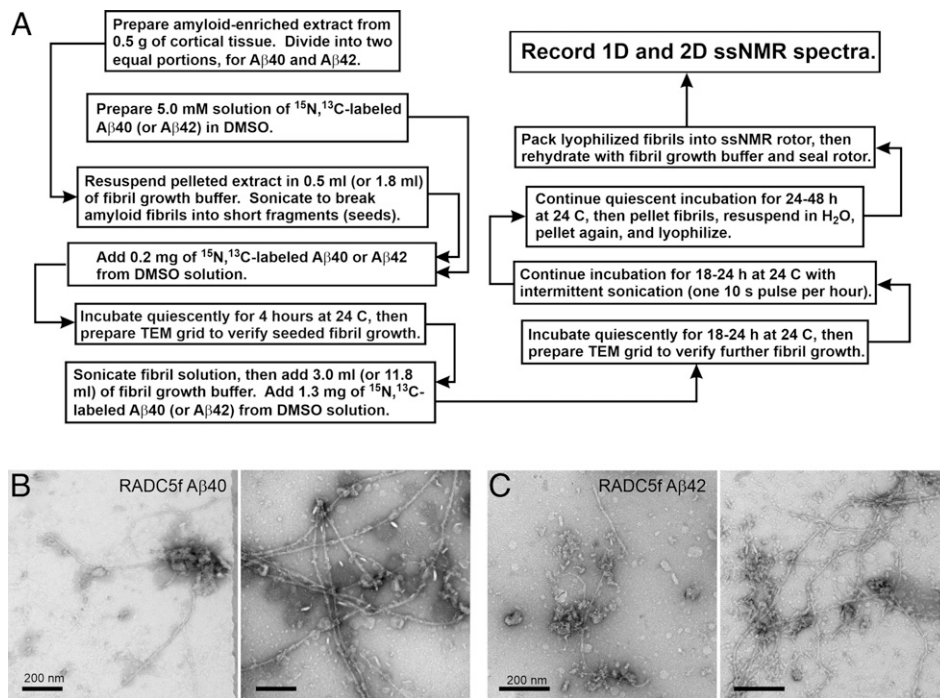 A
Prepare amyloid-enriched extract from
0.5 g of cortical tissue. Divide into two
equal portions, for Aβ40 and Aβ42.
Prepare 5.0 mM solution of ¹⁵N,¹³C-labeled
Aβ40 (or Aβ42) in DMSO.
Resuspend pelleted extract in 0.5 ml (or 1.8 ml)
of fibril growth buffer. Sonicate to break
amyloid fibrils into short fragments (seeds).
Add 0.2 mg of ¹⁵N,¹³C-labeled Aβ40 or Aβ42
from DMSO solution.
Incubate quiescently for 4 hours at 24 C, then
prepare TEM grid to verify seeded fibril growth.
Sonicate fibril solution, then add 3.0 ml (or 11.8
ml) of fibril growth buffer. Add 1.3 mg of ¹⁵N,¹³C-
labeled Aβ40 (or Aβ42) from DMSO solution.
Incubate quiescently for 18-24 h at 24 C, then
prepare TEM grid to verify further fibril growth.
Continue incubation for 18-24 h at 24 C with
intermittent sonication (one 10 s pulse per hour).
Continue quiescent incubation for 24-48 h
at 24 C, then pellet fibrils, resuspend in H₂O,
pellet again, and lyophilize.
Pack lyophilized fibrils into ssNMR rotor, then
rehydrate with fibril growth buffer and seal rotor.
Record 1D and 2D ssNMR spectra.
B
RADC5f Aβ40
200 nm
C
RADC5f Aβ42
200 nm